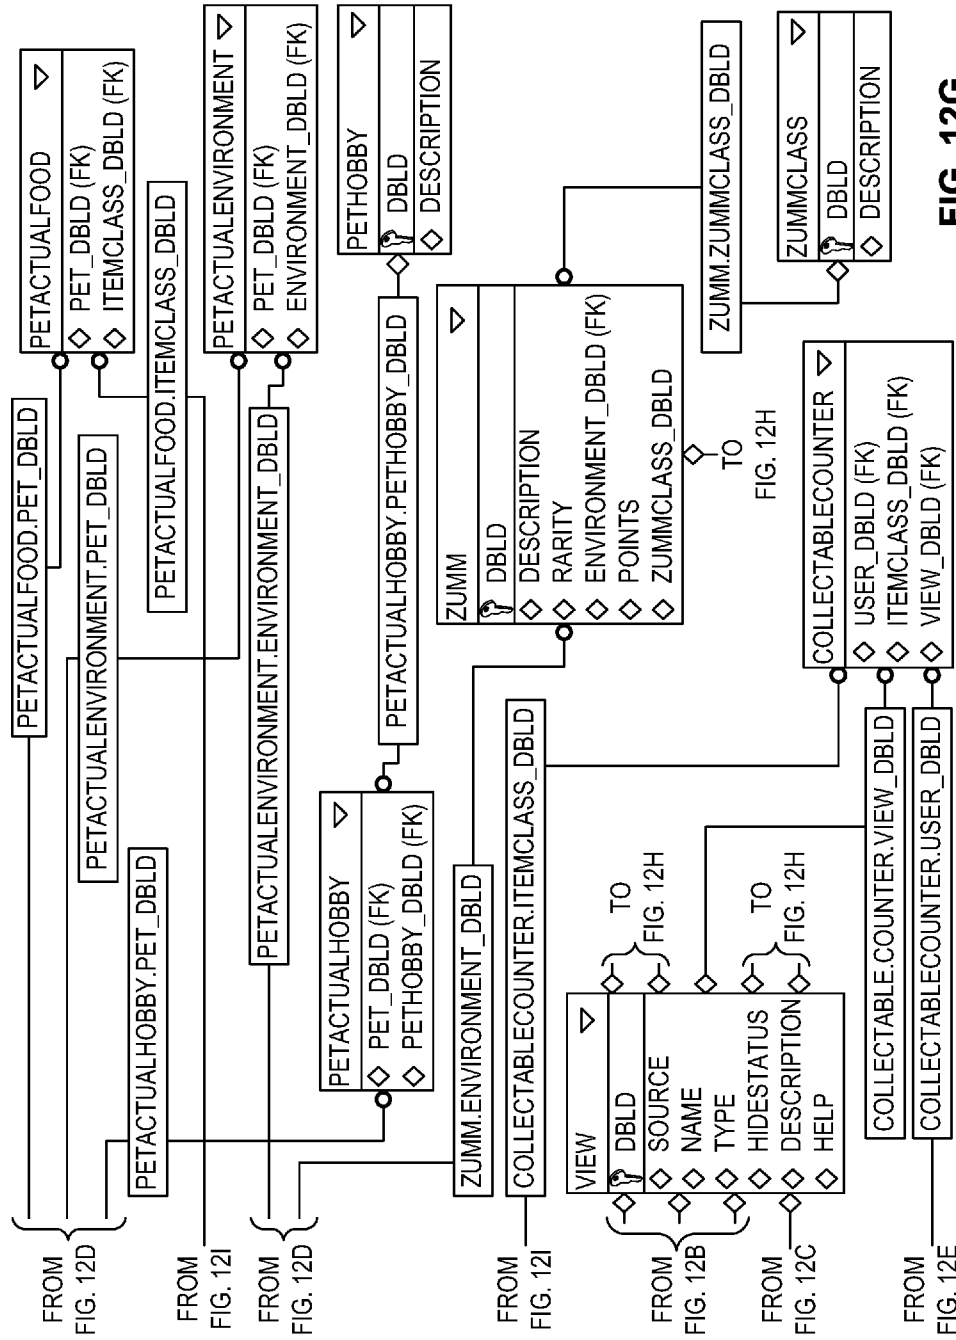 FROM
FIG. 12D
FROM
FIG. 12I
FROM
FIG. 12D
FROM
FIG. 12I
FROM
FIG. 12B
FROM
FIG. 12C
FROM
FIG. 12E
PETACTUALFOOD.PET_DBLD
PETACTUALENVIRONMENT.PET_DBLD
PETACTUALHOBBY.PET_DBLD
PETACTUALFOOD
PET_DBLD (FK)
ITEMCLASS_DBLD (FK)
PETACTUALFOOD.ITEMCLASS_DBLD
PETACTUALENVIRONMENT
PET_DBLD (FK)
ENVIRONMENT_DBLD (FK)
PETACTUALENVIRONMENT.ENVIRONMENT_DBLD
PETACTUALHOBBY
PET_DBLD (FK)
PETHOBBY_DBLD (FK)
PETACTUALHOBBY.PETHOBBY_DBLD
PETHOBBY
DBLD
DESCRIPTION
ZUMM.ENVIRONMENT_DBLD
ZUMM
DBLD
DESCRIPTION
RARITY
ENVIRONMENT_DBLD (FK)
POINTS
ZUMMCLASS_DBLD
TO
FIG. 12H
ZUMM.ZUMMCLASS_DBLD
ZUMMCLASS
DBLD
DESCRIPTION
COLLECTABLECOUNTER.ITEMCLASS_DBLD
VIEW
DBLD
SOURCE
NAME
TYPE
HIDESTATUS
DESCRIPTION
HELP
TO
FIG. 12H
TO
FIG. 12H
COLLECTABLECOUNTER
USER_DBLD (FK)
ITEMCLASS_DBLD (FK)
VIEW_DBLD (FK)
COLLECTABLE.COUNTER.VIEW_DBLD
COLLECTABLECOUNTER.USER_DBLD
FIG. 12G